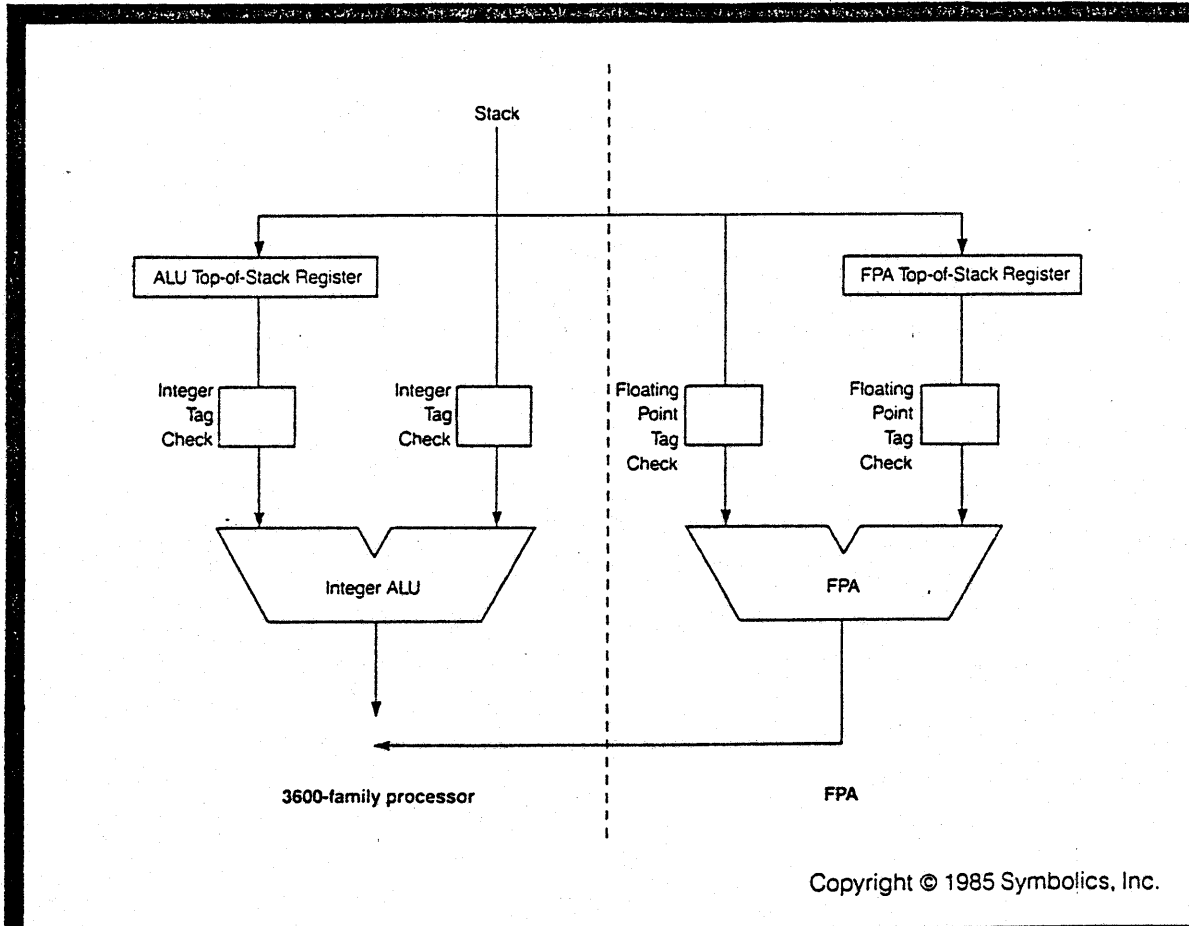 Stack
ALU Top-of-Stack Register
FPA Top-of-Stack Register
Integer
Tag
Check
Integer
Tag
Check
Floating
Point
Tag
Check
Floating
Point
Tag
Check
Integer ALU
FPA
3600-family processor
FPA
Copyright © 1985 Symbolics, Inc.